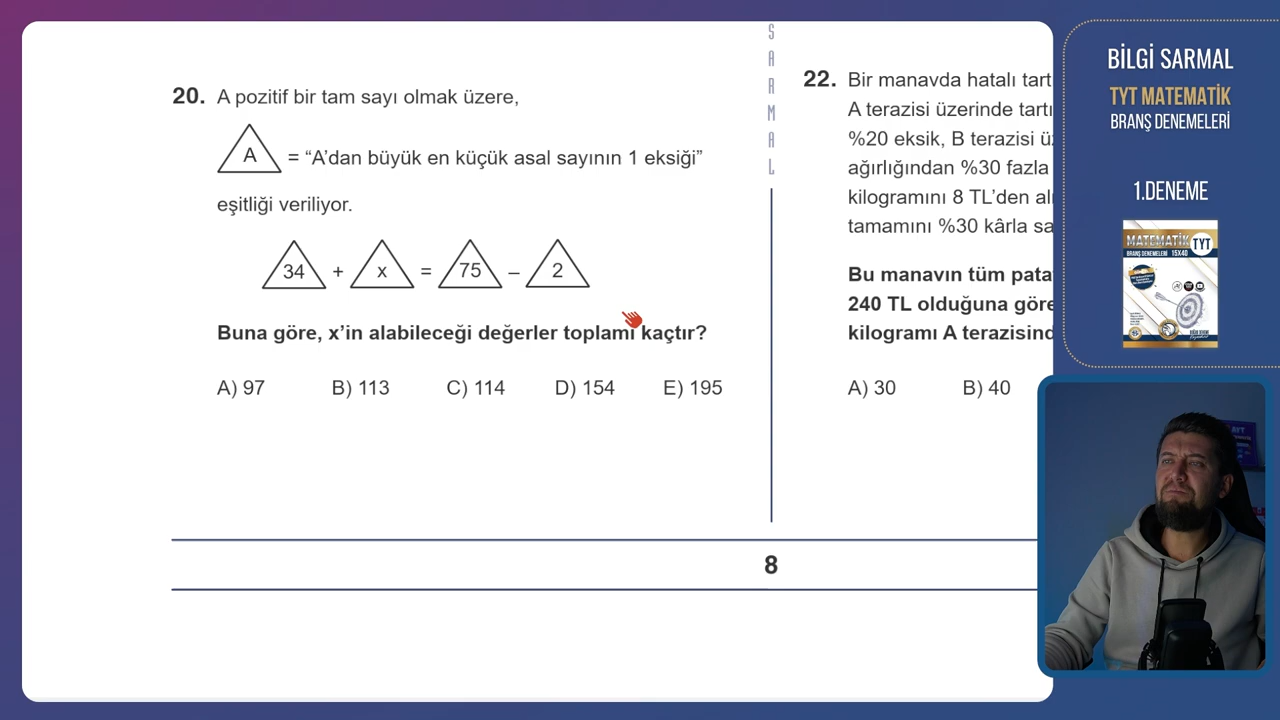 20. A pozitif bir tam sayı olmak üzere,
A = “A’dan büyük en küçük asal sayının 1 eksiği”
eşitliği veriliyor.
34 + x = 75 – 2
Buna göre, x’in alabileceği değerler toplamı kaçtır?
A) 97 B) 113 C) 114 D) 154 E) 195
SARMAL
22. Bir manavda hatalı tart
A terazisi üzerinde tartı
%20 eksik, B terazisi ü
ağırlığından %30 fazla
kilogramını 8 TL’den al
tamamını %30 kârla sa
Bu manavın tüm pata
240 TL olduğuna göre
kilogramı A terazisind
A) 30 B) 40
8
BİLGİ SARMAL
TYT MATEMATİK
BRANŞ DENEMELERİ
1.DENEME
MATEMATİK TYT
BRANŞ DENEMELERİ 15X40